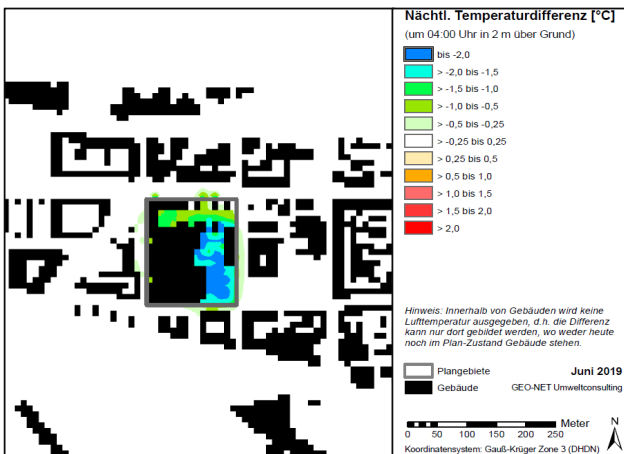 Nächtl. Temperaturdifferenz [°C]
(um 04:00 Uhr in 2 m über Grund)
bis -2,0
> -2,0 bis -1,5
> -1,5 bis -1,0
> -1,0 bis -0,5
> -0,5 bis -0,25
> -0,25 bis 0,25
> 0,25 bis 0,5
> 0,5 bis 1,0
> 1,0 bis 1,5
> 1,5 bis 2,0
> 2,0
Hinweis: Innerhalb von Gebäuden wird keine
Lufttemperatur ausgegeben, d.h. die Differenz
kann nur dort gebildet werden, wo weder heute
noch im Plan-Zustand Gebäude stehen.
Plangebiete Juni 2019
Gebäude GEO-NET Umweltconsulting
Meter N
0 50 100 150 200 250
Koordinatensystem: Gauß-Krüger Zone 3 (DHDN)